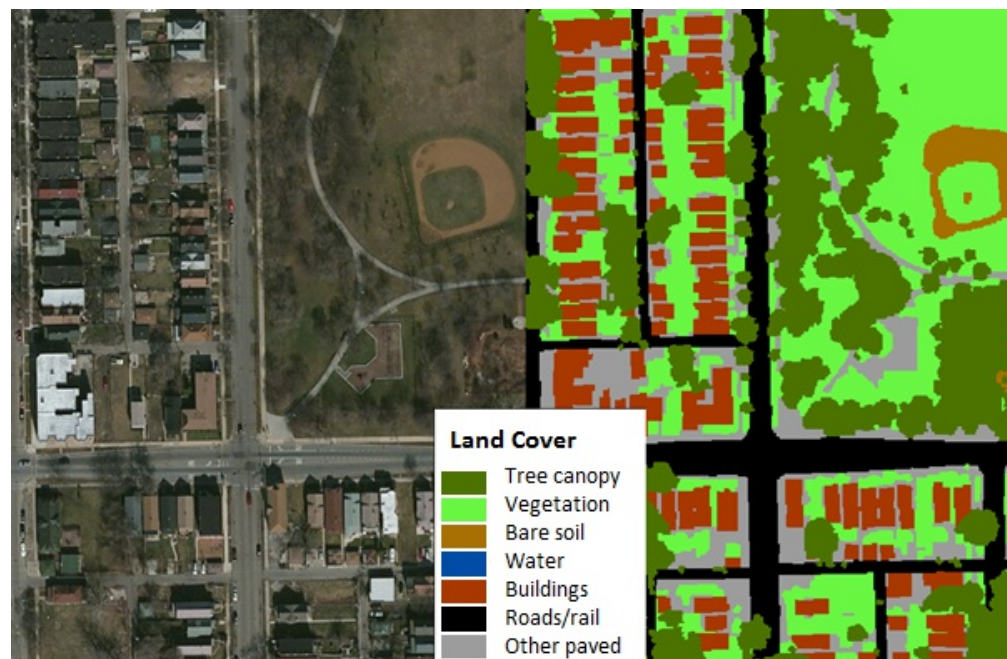 Land Cover
Tree canopy
Vegetation
Bare soil
Water
Buildings
Roads/rail
Other paved